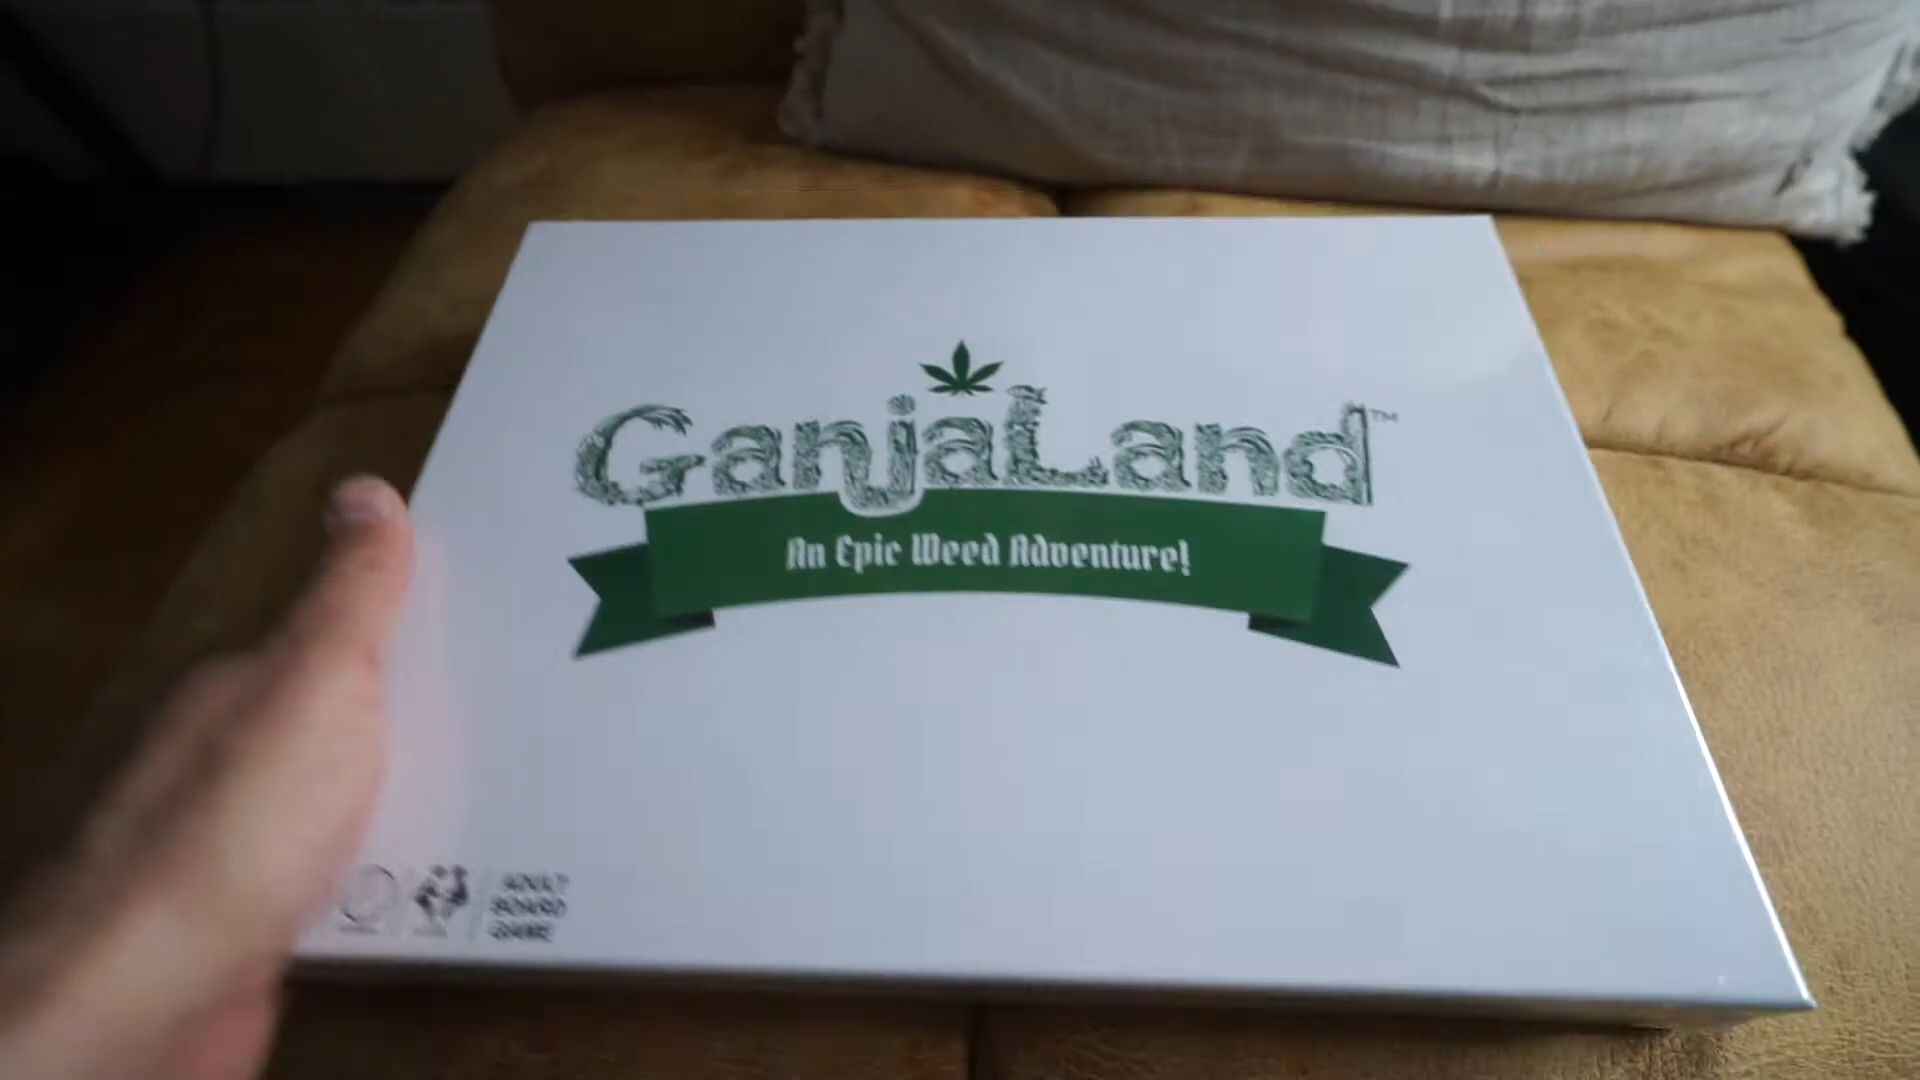 GanjaLand™
An Epic Weed Adventure!
ADULT
BOARD
GAME